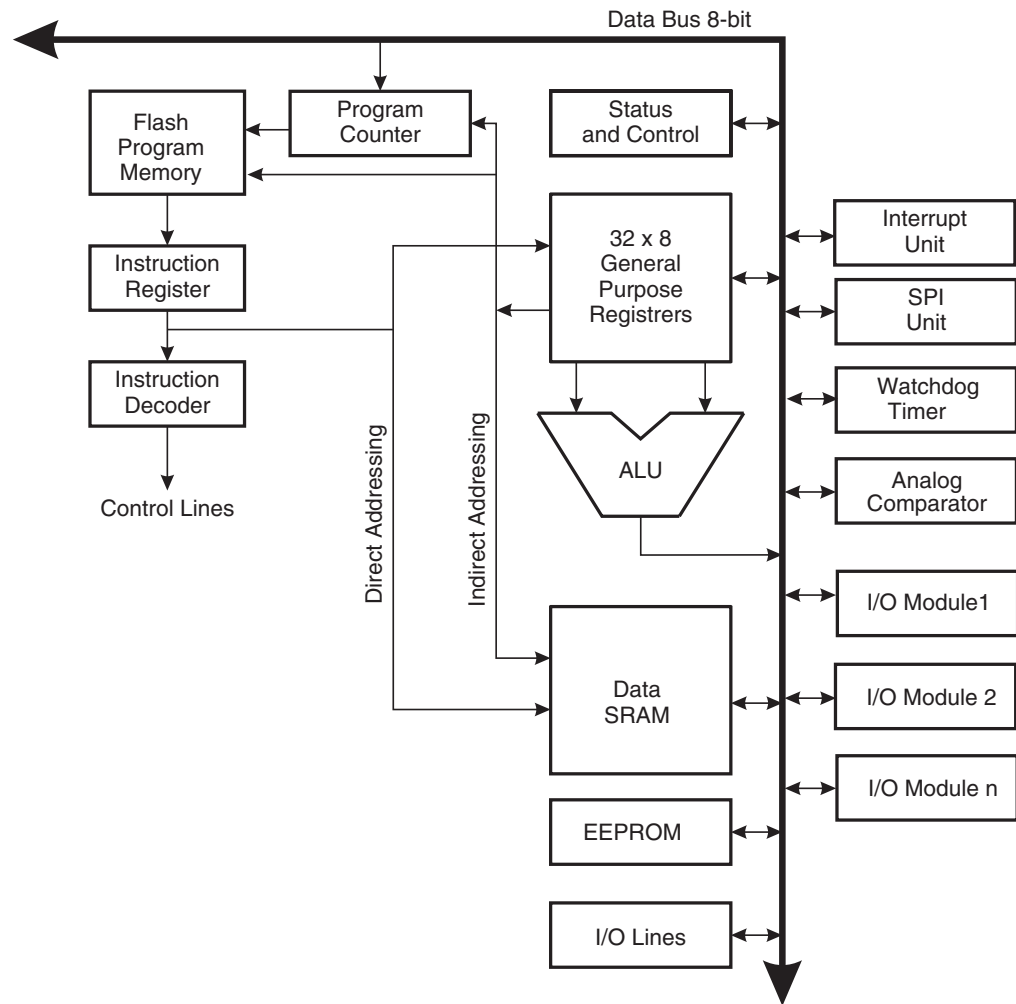 Data Bus 8-bit
Flash
Program
Memory
Program
Counter
Status
and Control
Interrupt
Unit
32 x 8
General
Purpose
Registrers
Instruction
Register
SPI
Unit
Instruction
Decoder
Watchdog
Timer
ALU
Analog
Comparator
Control Lines
Direct Addressing
Indirect Addressing
I/O Module1
Data
SRAM
I/O Module 2
I/O Module n
EEPROM
I/O Lines